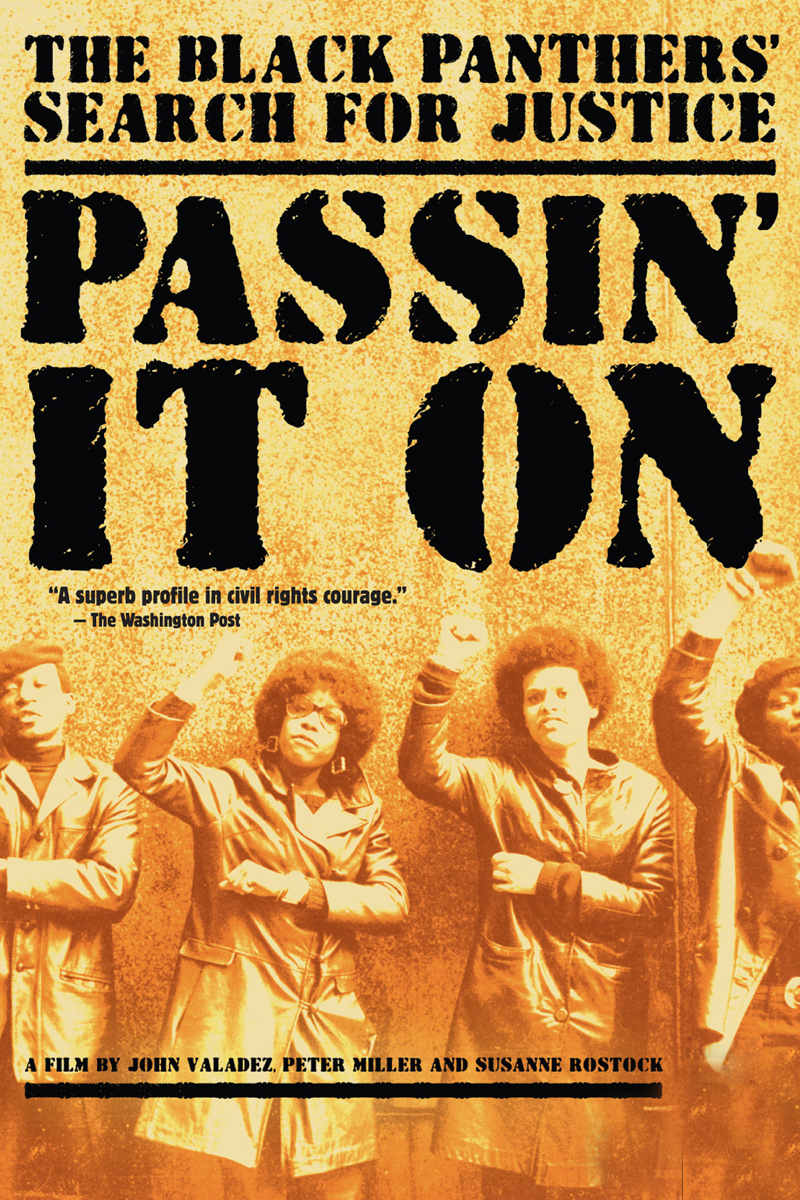 THE BLACK PANTHERS’
SEARCH FOR JUSTICE
PASSIN’
IT ON
“A superb profile in civil rights courage.”
— The Washington Post
A FILM BY JOHN VALADEZ, PETER MILLER AND SUSANNE ROSTOCK